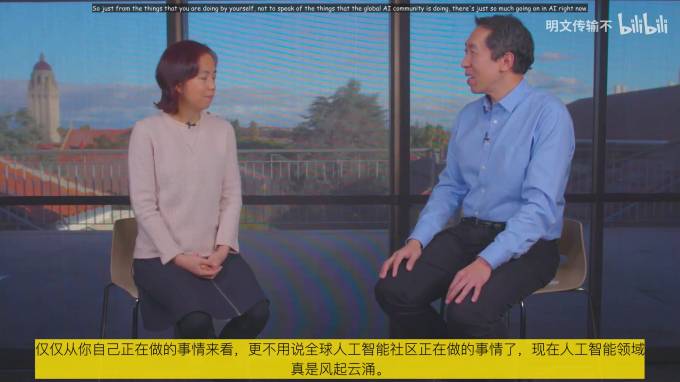 So just from the things that you are doing by yourself, not to speak of the things that the global AI community is doing, there's just so much going on in AI right now
明文传输不 bilibili
仅仅从你自己正在做的事情来看，更不用说全球人工智能社区正在做的事情了，现在人工智能领域
真是风起云涌。